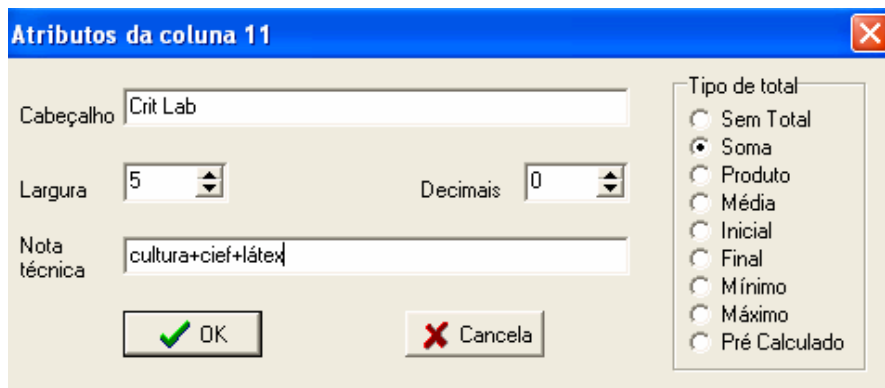 Atributos da coluna 11
Cabeçalho Crit Lab
Largura 5 Decimais 0
Nota técnica cultura+cief+látex
OK Cancela
Tipo de total
Sem Total
Soma
Produto
Média
Inicial
Final
Mínimo
Máximo
Pré Calculado